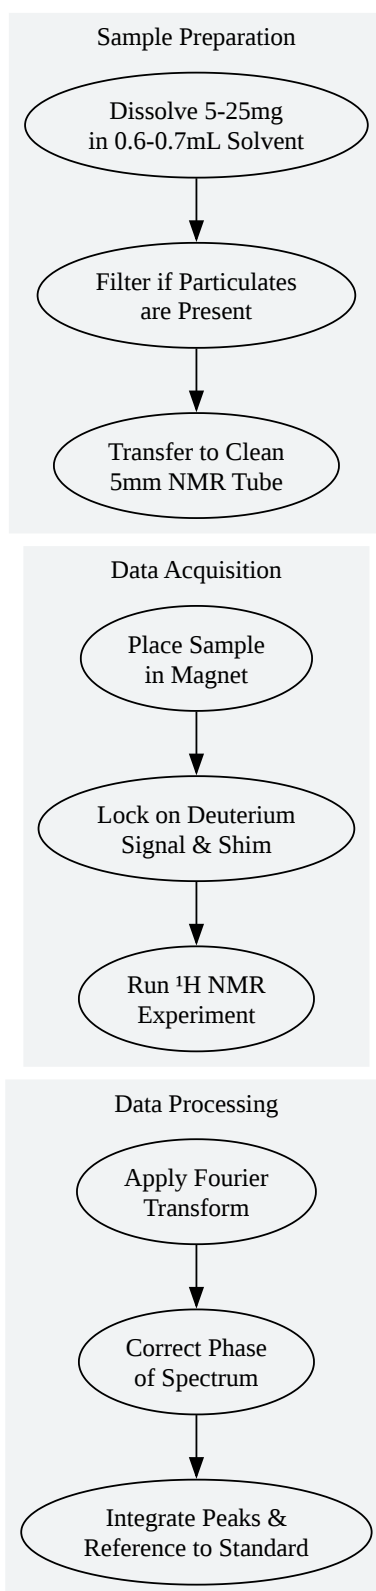 Sample Preparation
Dissolve 5-25mg
in 0.6-0.7mL Solvent
Filter if Particulates
are Present
Transfer to Clean
5mm NMR Tube
Data Acquisition
Place Sample
in Magnet
Lock on Deuterium
Signal & Shim
Run ¹H NMR
Experiment
Data Processing
Apply Fourier
Transform
Correct Phase
of Spectrum
Integrate Peaks &
Reference to Standard